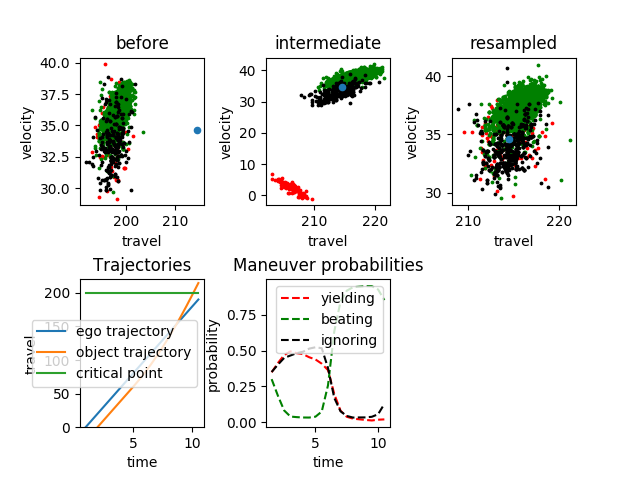 before
intermediate
resampled
velocity
40.0
37.5
35.0
32.5
30.0
200
210
travel
velocity
40
30
20
10
0
210
220
travel
velocity
40
35
30
210
220
travel
Trajectories
Maneuver probabilities
travel
200
150
100
50
0
ego trajectory
object trajectory
critical point
5
10
time
probability
0.75
0.50
0.25
0.00
yielding
beating
ignoring
5
10
time